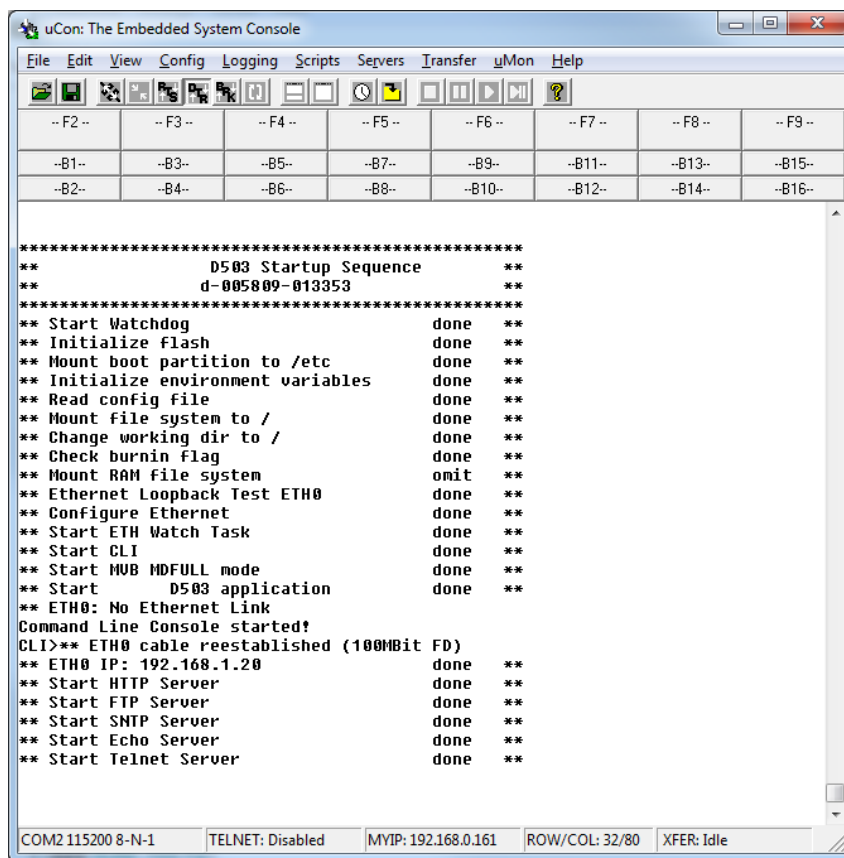 uCon: The Embedded System Console
File Edit View Config Logging Scripts Servers Transfer uMon Help
RTS DTR BRK
-- F2 -- -- F3 -- -- F4 -- -- F5 -- -- F6 -- -- F7 -- -- F8 -- -- F9 --
--B1-- --B3-- --B5-- --B7-- --B9-- --B11-- --B13-- --B15--
--B2-- --B4-- --B6-- --B8-- --B10-- --B12-- --B14-- --B16--
**************************************************
** D503 Startup Sequence **
** d-005809-013353 **
**************************************************
** Start Watchdog done **
** Initialize flash done **
** Mount boot partition to /etc done **
** Initialize environment variables done **
** Read config file done **
** Mount file system to / done **
** Change working dir to / done **
** Check burnin flag done **
** Mount RAM file system omit **
** Ethernet Loopback Test ETH0 done **
** Configure Ethernet done **
** Start ETH Watch Task done **
** Start CLI done **
** Start MVB MDFULL mode done **
** Start D503 application done **
** ETH0: No Ethernet Link
Command Line Console started!
CLI>** ETH0 cable reestablished (100MBit FD)
** ETH0 IP: 192.168.1.20 done **
** Start HTTP Server done **
** Start FTP Server done **
** Start SNTP Server done **
** Start Echo Server done **
** Start Telnet Server done **
COM2 115200 8-N-1 TELNET: Disabled MYIP: 192.168.0.161 ROW/COL: 32/80 XFER: Idle